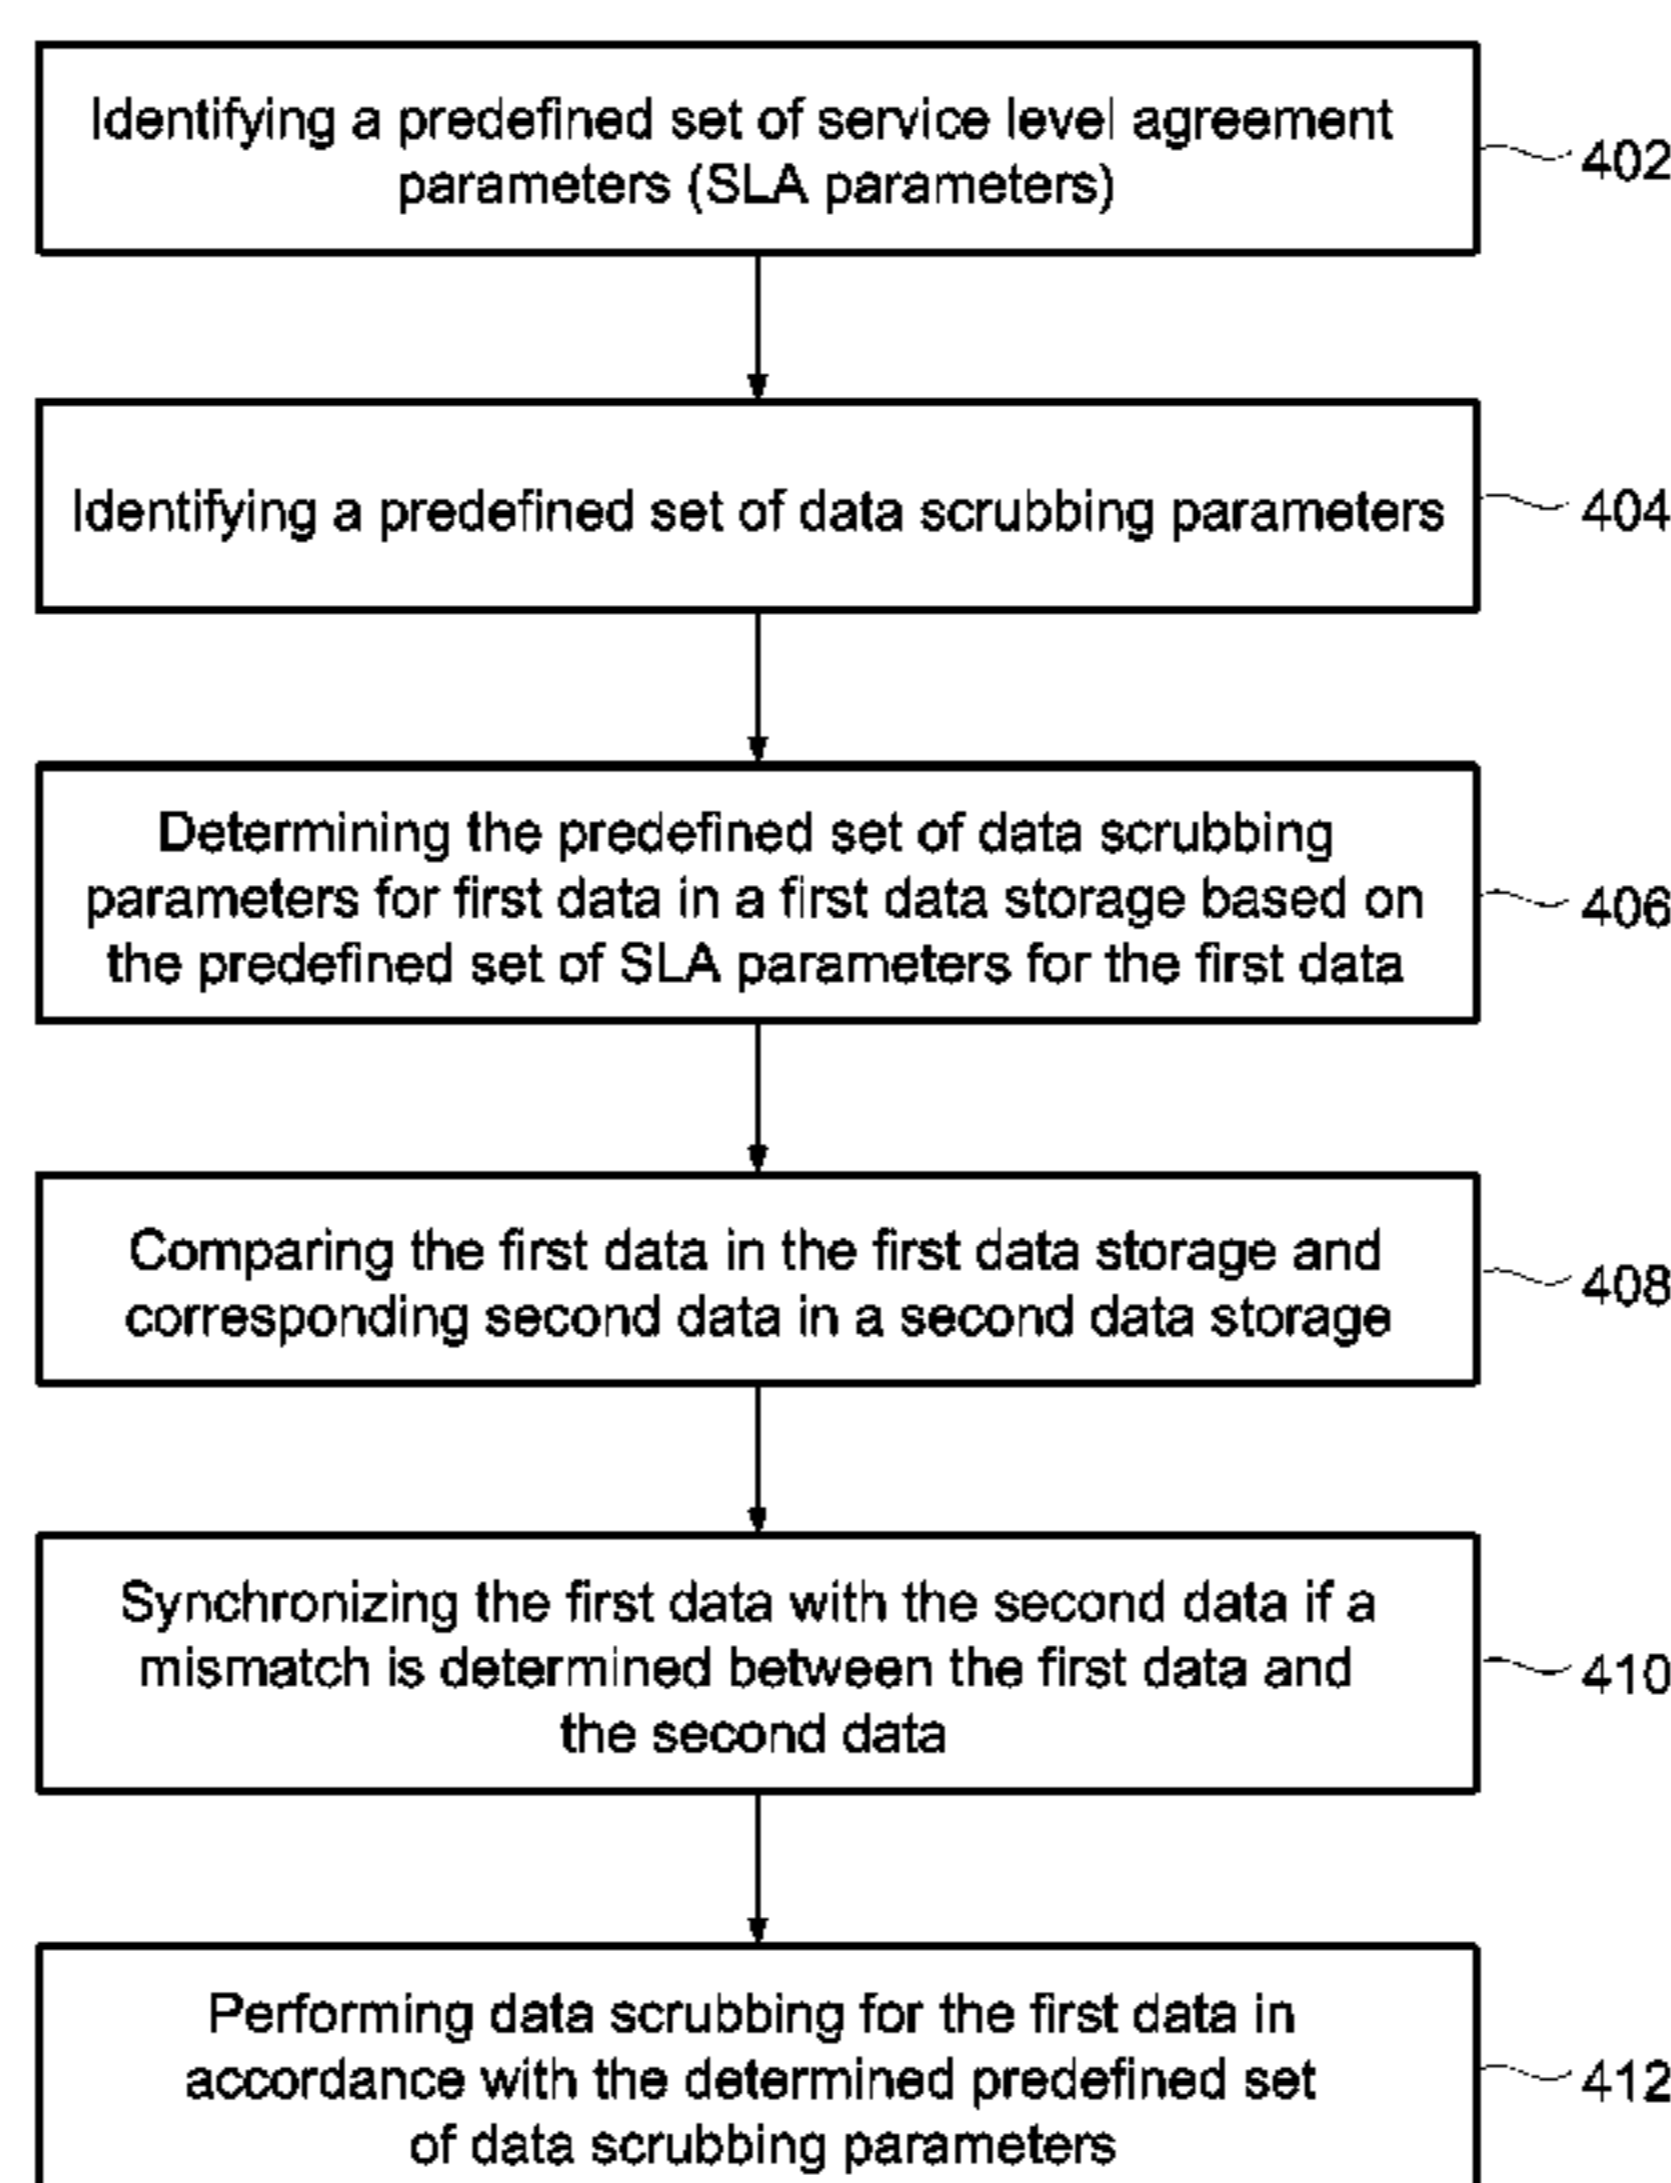 Identifying a predefined set of service level agreement
parameters (SLA parameters)
402
Identifying a predefined set of data scrubbing parameters
404
Determining the predefined set of data scrubbing
parameters for first data in a first data storage based on
the predefined set of SLA parameters for the first data
406
Comparing the first data in the first data storage and
corresponding second data in a second data storage
408
Synchronizing the first data with the second data if a
mismatch is determined between the first data and
the second data
410
Performing data scrubbing for the first data in
accordance with the determined predefined set
of data scrubbing parameters
412